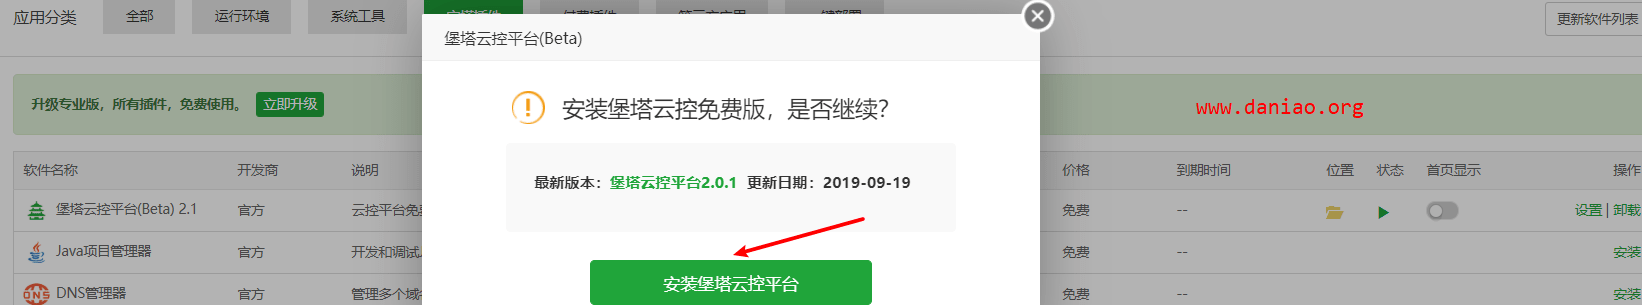 应用分类 全部 运行环境 系统工具 更新软件列表
堡塔云控平台(Beta)
升级专业版，所有插件，免费使用。 立即升级
安装堡塔云控免费版，是否继续？
www.daniao.org
最新版本：堡塔云控平台2.0.1 更新日期：2019-09-19
软件名称 开发商 说明 价格 到期时间 位置 状态 首页显示 操作
堡塔云控平台(Beta) 2.1 官方 云控平台免 免费 -- 设置 | 卸载
Java项目管理器 官方 开发和调试 免费 -- 安装
DNS管理器 官方 管理多个域 免费 -- 安装
安装堡塔云控平台